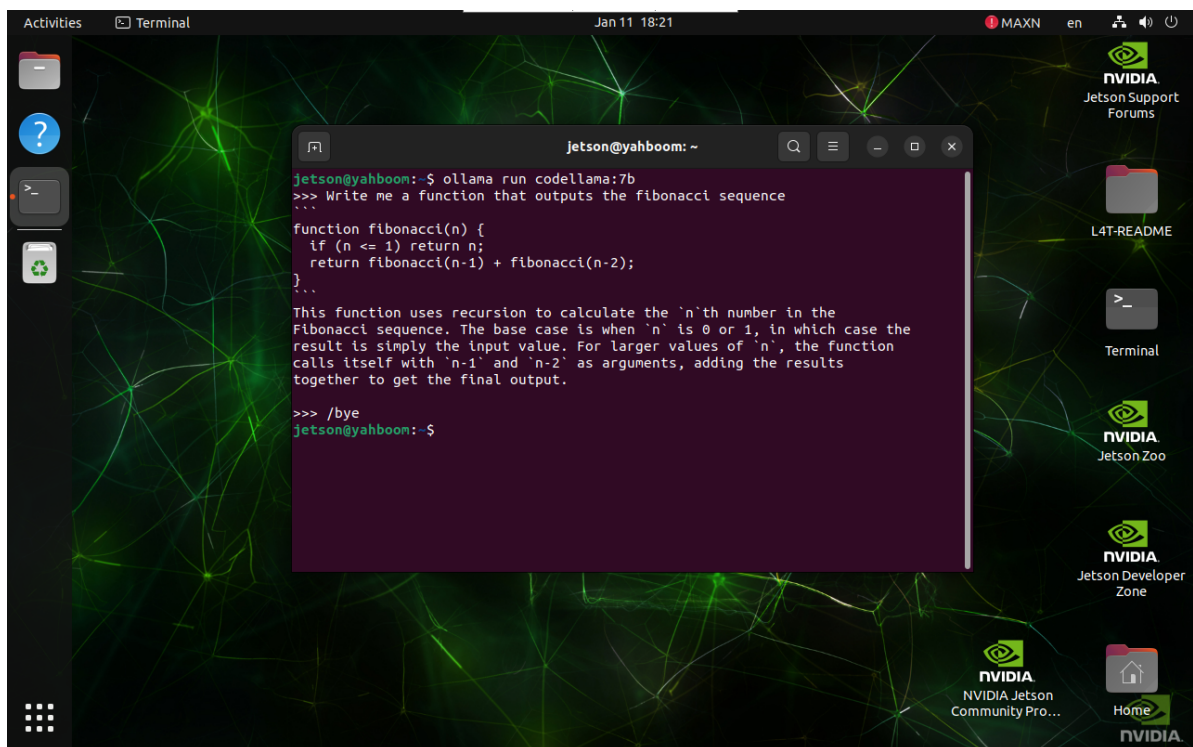 Activities
Terminal
Jan 11 18:21
MAXN
en
jetson@yahboom: ~
jetson@yahboom:~$ ollama run codellama:7b
>>> Write me a function that outputs the fibonacci sequence
```
function fibonacci(n) {
  if (n <= 1) return n;
  return fibonacci(n-1) + fibonacci(n-2);
}
```
This function uses recursion to calculate the `n`th number in the
Fibonacci sequence. The base case is when `n` is 0 or 1, in which case the
result is simply the input value. For larger values of `n`, the function
calls itself with `n-1` and `n-2` as arguments, adding the results
together to get the final output.
>>> /bye
jetson@yahboom:~$
NVIDIA.
Jetson Support
Forums
L4T-README
Terminal
NVIDIA.
Jetson Zoo
NVIDIA.
Jetson Developer
Zone
NVIDIA.
NVIDIA Jetson
Community Pro...
Home
NVIDIA.